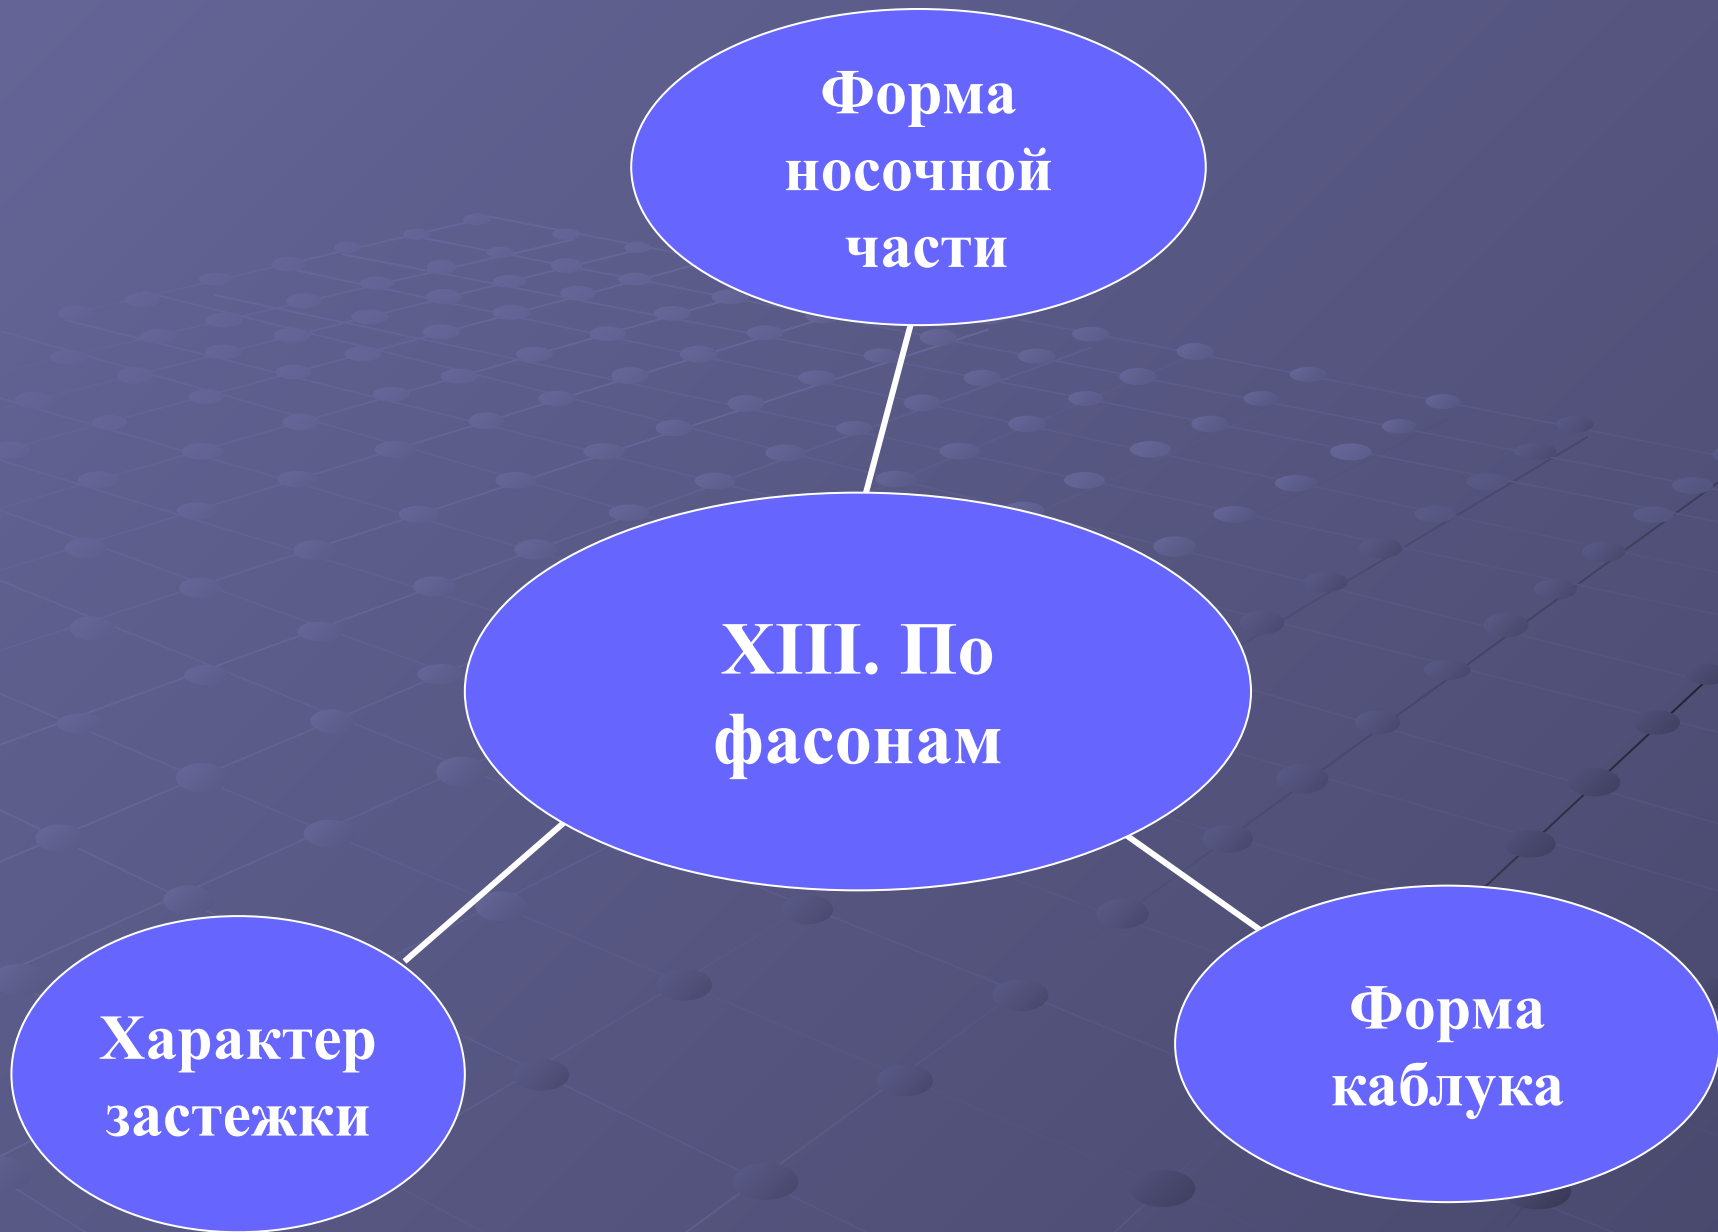 Форма
носочной
части
XIII. По
фасонам
Характер
застежки
Форма
каблука